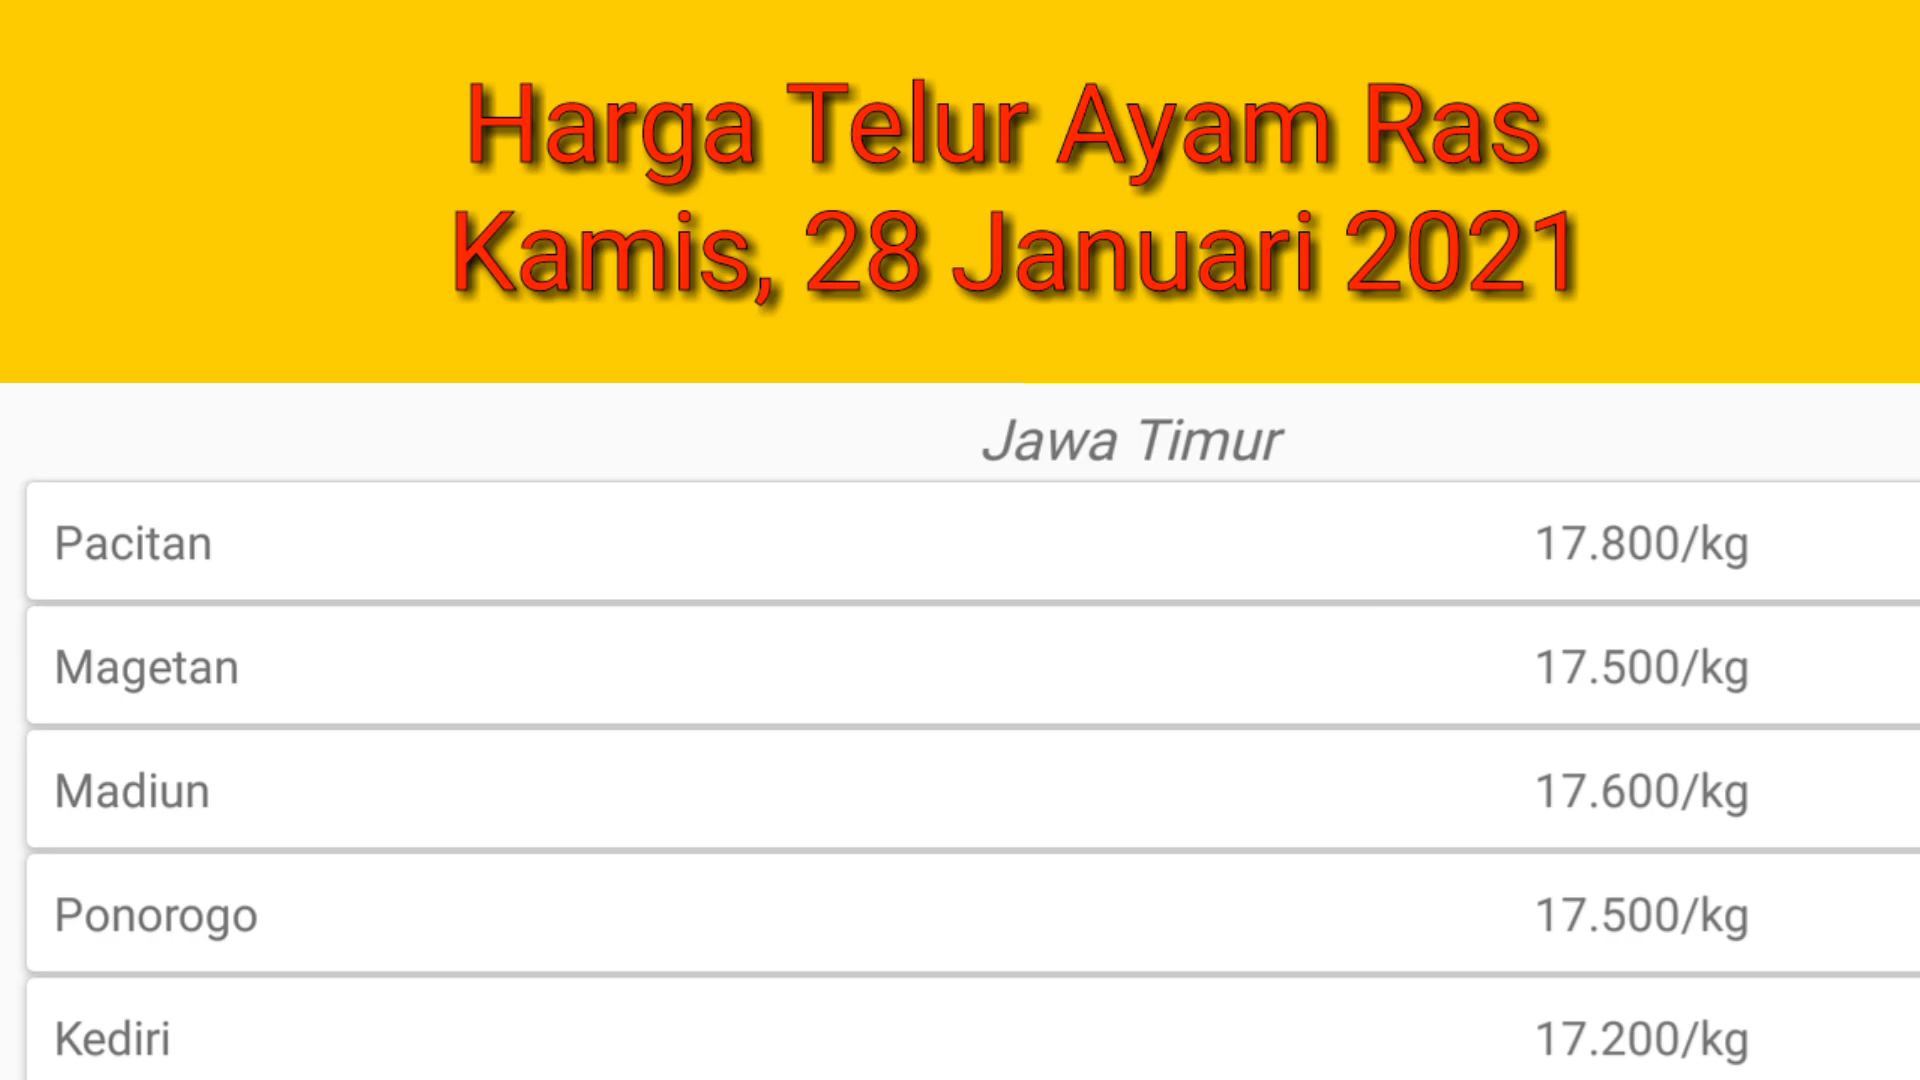 Harga Telur Ayam Ras
Kamis, 28 Januari 2021
Jawa Timur
Pacitan 17.800/kg
Magetan 17.500/kg
Madiun 17.600/kg
Ponorogo 17.500/kg
Kediri 17.200/kg